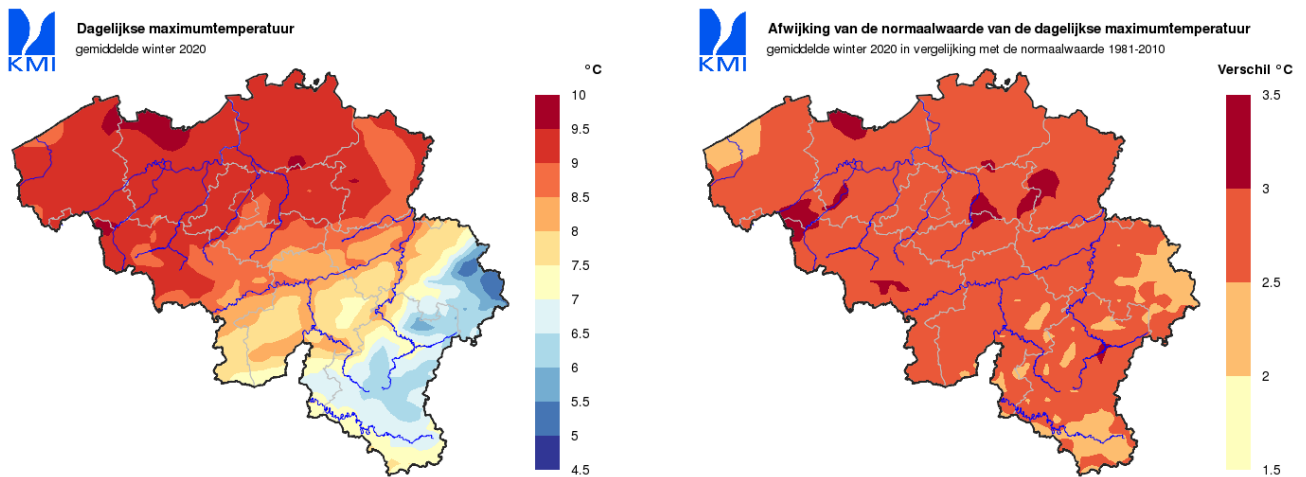 Dagelijkse maximumtemperatuur
gemiddelde winter 2020
KMI
°C
10
9.5
9
8.5
8
7.5
7
6.5
6
5.5
5
4.5
Afwijking van de normaalwaarde van de dagelijkse maximumtemperatuur
gemiddelde winter 2020 in vergelijking met de normaalwaarde 1981-2010
KMI
Verschil °C
3.5
3
2.5
2
1.5